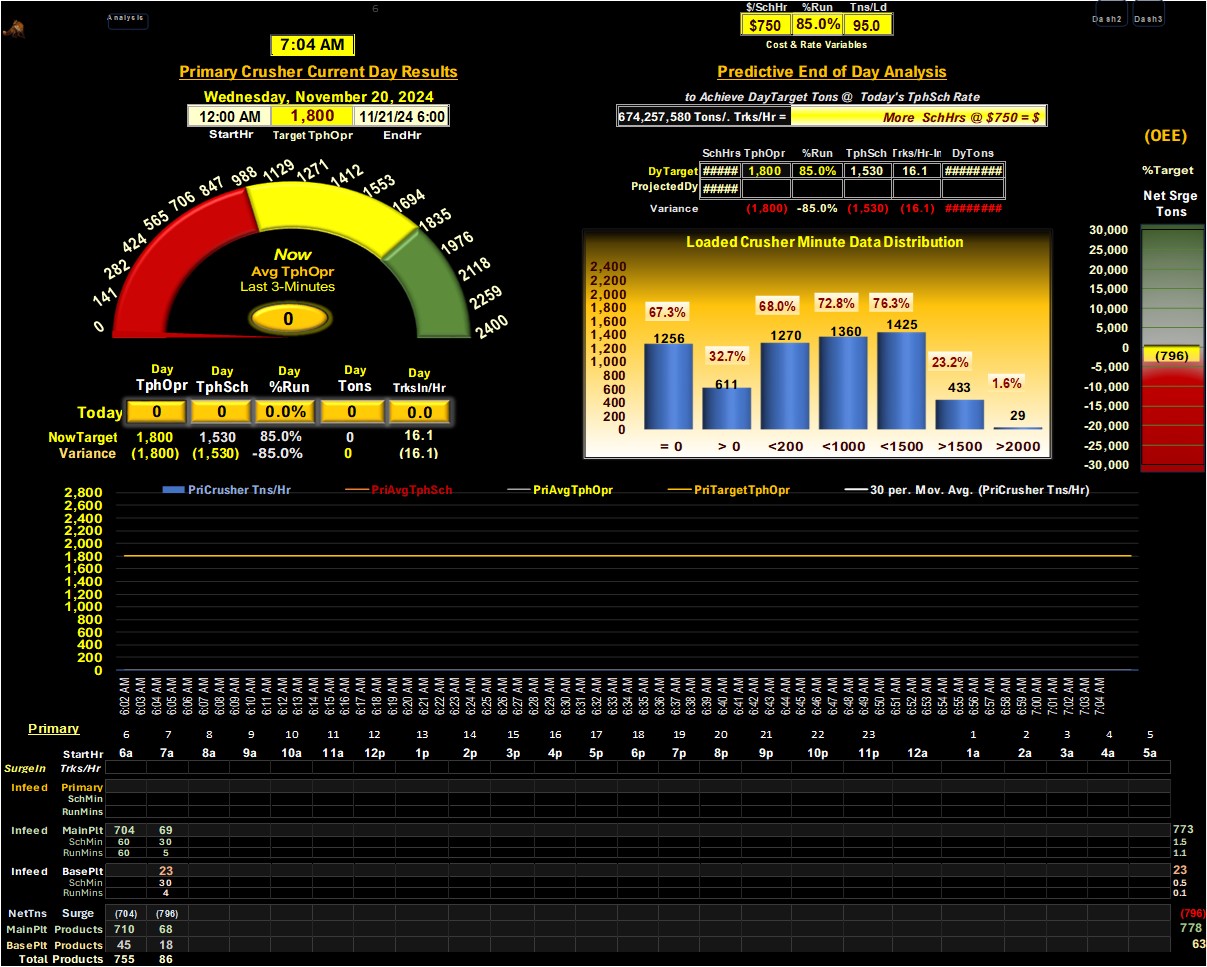 6
Analysis
$/SchHr %Run Tns/Ld
$750 85.0% 95.0
Cost & Rate Variables
Dash2 Dash3
7:04 AM
Primary Crusher Current Day Results
Wednesday, November 20, 2024
12:00 AM 1,800 11/21/24 6:00
StartHr Target TphOpr EndHr
0 141 282 424 565 706 847 988 1129 1271 1412 1553 1694 1835 1976 2118 2259 2400
Now
Avg TphOpr
Last 3-Minutes
0
Day Day Day Day Day
TphOpr TphSch %Run Tons TrksIn/Hr
Today 0 0 0.0% 0 0.0
NowTarget 1,800 1,530 85.0% 0 16.1
Variance (1,800) (1,530) -85.0% 0 (16.1)
Predictive End of Day Analysis
to Achieve DayTarget Tons @ Today's TphSch Rate
674,257,580 Tons/. Trks/Hr = More SchHrs @ $750 = $
SchHrs TphOpr %Run TphSch Trks/Hr-In DyTons
DyTarget ##### 1,800 85.0% 1,530 16.1 ########
ProjectedDy #####
Variance (1,800) -85.0% (1,530) (16.1) ########
Loaded Crusher Minute Data Distribution
2,400
2,200
2,000
1,800
1,600
1,400
1,200
1,000
800
600
400
200
0
67.3% 32.7% 68.0% 72.8% 76.3% 23.2% 1.6%
1256 611 1270 1360 1425 433 29
= 0 > 0 <200 <1000 <1500 >1500 >2000
(OEE)
%Target
Net Srge
Tons
30,000
25,000
20,000
15,000
10,000
5,000
0
-5,000
-10,000
-15,000
-20,000
-25,000
-30,000
(796)
PriCrusher Tns/Hr PriAvgTphSch PriAvgTphOpr PriTargetTphOpr 30 per. Mov. Avg. (PriCrusher Tns/Hr)
2,800
2,600
2,400
2,200
2,000
1,800
1,600
1,400
1,200
1,000
800
600
400
200
0
6:02 AM 6:03 AM 6:04 AM 6:05 AM 6:06 AM 6:07 AM 6:08 AM 6:09 AM 6:10 AM 6:11 AM 6:12 AM 6:13 AM 6:14 AM 6:15 AM 6:16 AM 6:17 AM 6:18 AM 6:19 AM 6:20 AM 6:21 AM 6:22 AM 6:23 AM 6:24 AM 6:25 AM 6:26 AM 6:27 AM 6:28 AM 6:29 AM 6:30 AM 6:31 AM 6:32 AM 6:33 AM 6:34 AM 6:35 AM 6:36 AM 6:37 AM 6:38 AM 6:39 AM 6:40 AM 6:41 AM 6:42 AM 6:43 AM 6:44 AM 6:45 AM 6:46 AM 6:47 AM 6:48 AM 6:49 AM 6:50 AM 6:51 AM 6:52 AM 6:53 AM 6:54 AM 6:55 AM 6:56 AM 6:57 AM 6:58 AM 6:59 AM 7:00 AM 7:01 AM 7:02 AM 7:03 AM 7:04 AM
Primary 6 7 8 9 10 11 12 13 14 15 16 17 18 19 20 21 22 23 1 2 3 4 5
StartHr 6a 7a 8a 9a 10a 11a 12p 1p 2p 3p 4p 5p 6p 7p 8p 9p 10p 11p 12a 1a 2a 3a 4a 5a
SurgeIn Trks/Hr
Infeed Primary
SchMin
RunMins
Infeed MainPlt 704 69 773
SchMin 60 30 1.5
RunMins 60 5 1.1
Infeed BasePlt 23 23
SchMin 30 0.5
RunMins 4 0.1
NetTns Surge (704) (796) (796)
MainPlt Products 710 68 778
BasePlt Products 45 18 63
Total Products 755 86